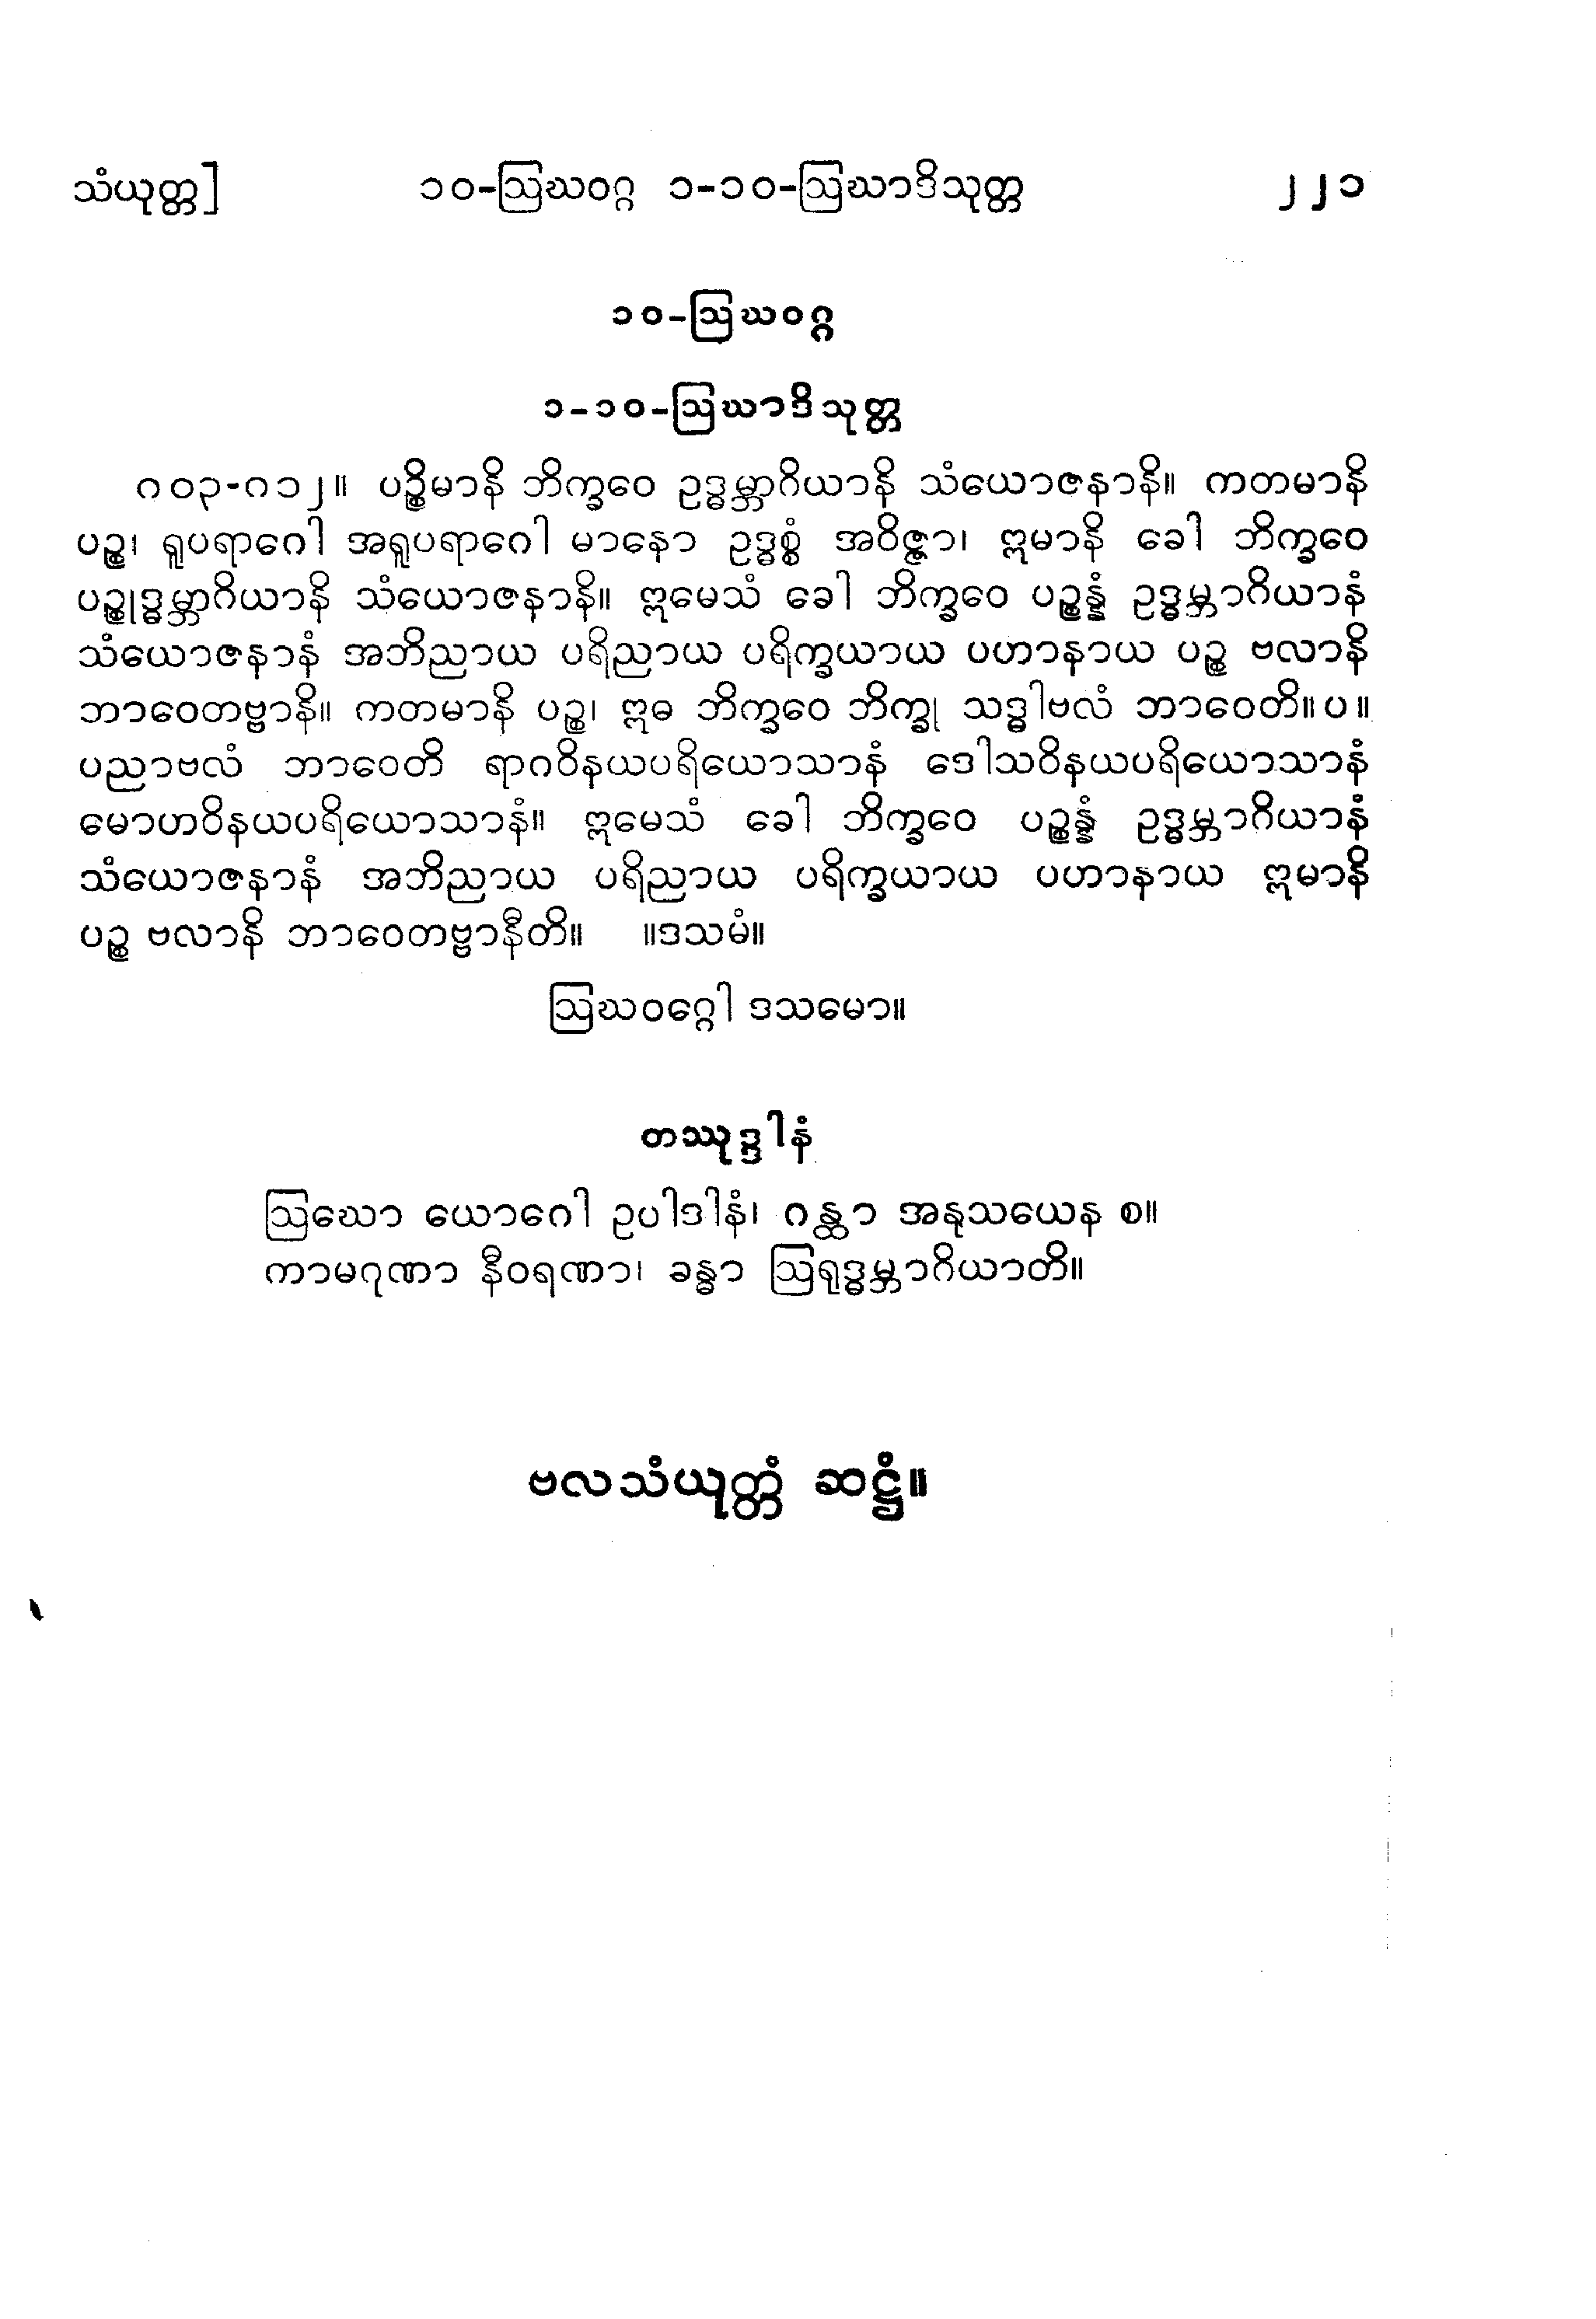 သံယုတ္တ] ၁၀-ဩဃဝဂ္ဂ ၁-၁၀-ဩဃာဒိသုတ္တ ၂၂၁
၁၀-ဩဃဝဂ္ဂ
၁-၁၀-ဩဃာဒိသုတ္တ
၈၀၃-၈၁၂။ ပဉ္စိမာနိ ဘိက္ခဝေ ဥဒ္ဓမ္ဘာဂိယာနိ သံယောဇနာနိ။ ကတမာနိ
ပဉ္စ၊ ရူပရာဂေါ အရူပရာဂေါ မာနော ဥဒ္ဓစ္စံ အဝိဇ္ဇာ၊ ဣမာနိ ခေါ ဘိက္ခဝေ
ပဉ္စုဒ္ဓမ္ဘာဂိယာနိ သံယောဇနာနိ။ ဣမေသံ ခေါ ဘိက္ခဝေ ပဉ္စန္နံ ဥဒ္ဓမ္ဘာဂိယာနံ
သံယောဇနာနံ အဘိညာယ ပရိညာယ ပရိက္ခယာယ ပဟာနာယ ပဉ္စ ဗလာနိ
ဘာဝေတဗ္ဗာနိ။ ကတမာနိ ပဉ္စ၊ ဣဓ ဘိက္ခဝေ ဘိက္ခု သဒ္ဓါဗလံ ဘာဝေတိ။ပ။
ပညာဗလံ ဘာဝေတိ ရာဂဝိနယပရိယောသာနံ ဒေါသဝိနယပရိယောသာနံ
မောဟဝိနယပရိယောသာနံ။ ဣမေသံ ခေါ ဘိက္ခဝေ ပဉ္စန္နံ ဥဒ္ဓမ္ဘာဂိယာနံ
သံယောဇနာနံ အဘိညာယ ပရိညာယ ပရိက္ခယာယ ပဟာနာယ ဣမာနိ
ပဉ္စ ဗလာနိ ဘာဝေတဗ္ဗာနီတိ။ ။ဒသမံ။
ဩဃဝဂ္ဂေါ ဒသမော။
တဿုဒ္ဒါနံ
ဩဃော ယောဂေါ ဥပါဒါနံ၊ ဂန္ထာ အနုသယေန စ။
ကာမဂုဏာ နီဝရဏာ၊ ခန္ဓာ ဩရုဒ္ဓမ္ဘာဂိယာတိ။
ဗလသံယုတ္တံ ဆဋ္ဌံ။